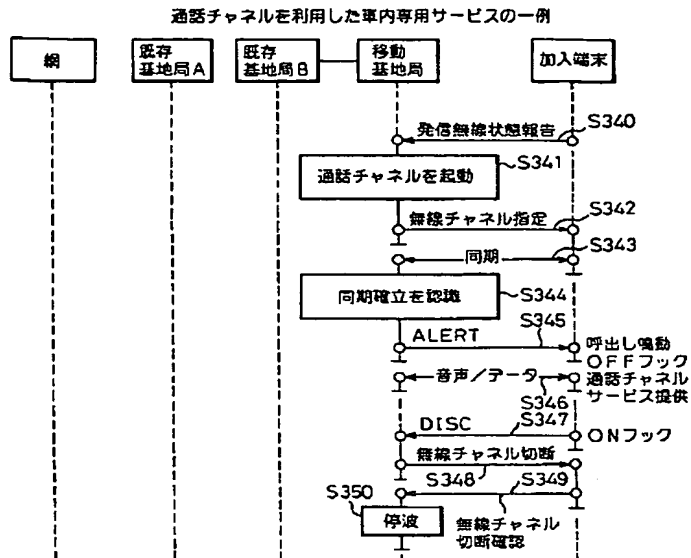 通話チャネルを利用した車内専用サービスの一例
網
既存
基地局A
既存
基地局B
移動
基地局
加入端末
発信無線状態報告
S340
通話チャネルを起動
S341
無線チャネル指定
S342
同期
S343
同期確立を認識
S344
ALERT
S345
呼出し鳴動
OFFフック
音声/データ
S346
通話チャネル
サービス提供
DISC
S347
ONフック
無線チャネル切断
S348
S349
無線チャネル
切断確認
S350
停波